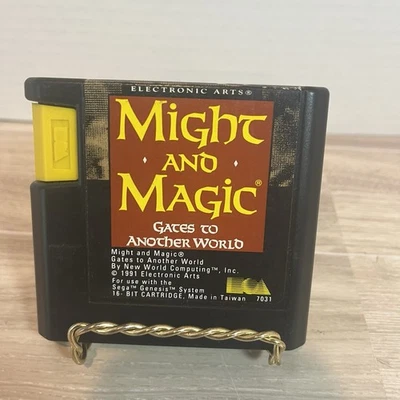 ELECTRONIC ARTS®
MIGHT
AND
MAGIC®
GATES TO
ANOTHER WORLD
Might and Magic®
Gates to Another World
By New World Computing™, Inc.
© 1991 Electronic Arts
For use with the
Sega™ Genesis™ System
16- BIT CARTRIDGE, Made in Taiwan 7031
EA